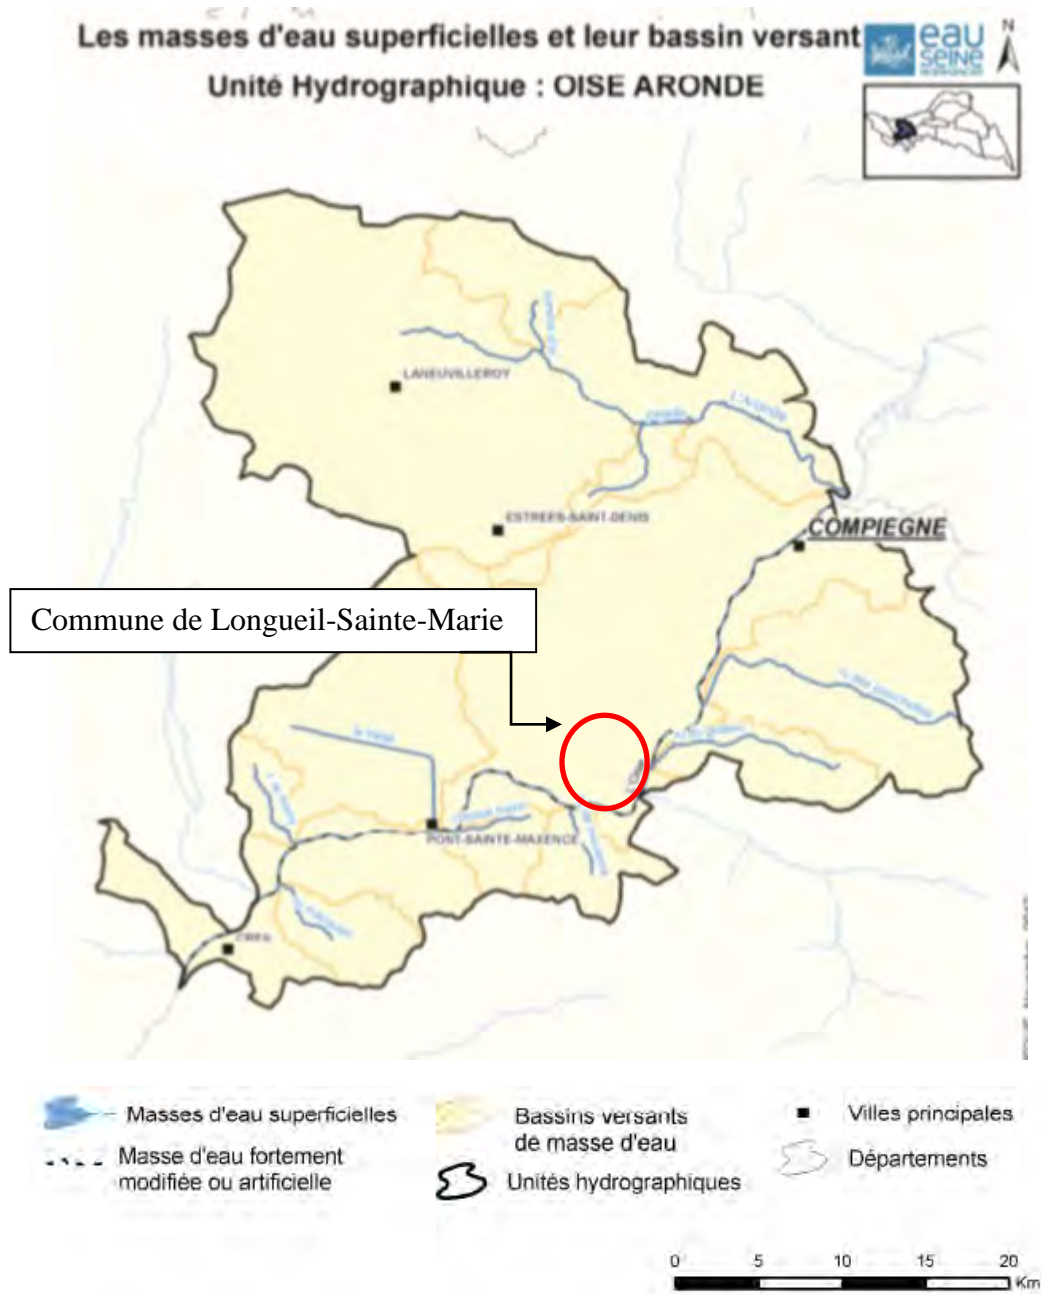 Les masses d'eau superficielles et leur bassin versant
eau
seine
N
Unité Hydrographique : OISE ARONDE
LANEUVILLEROY
L'Aronde
ESTREES-SAINT-DENIS
COMPIEGNE
Commune de Longueil-Sainte-Marie
PONT-SAINTE-MAXENCE
CREIL
Masses d'eau superficielles
Masse d'eau fortement
modifiée ou artificielle
Bassins versants
de masse d'eau
Unités hydrographiques
Villes principales
Départements
0 5 10 15 20
Km